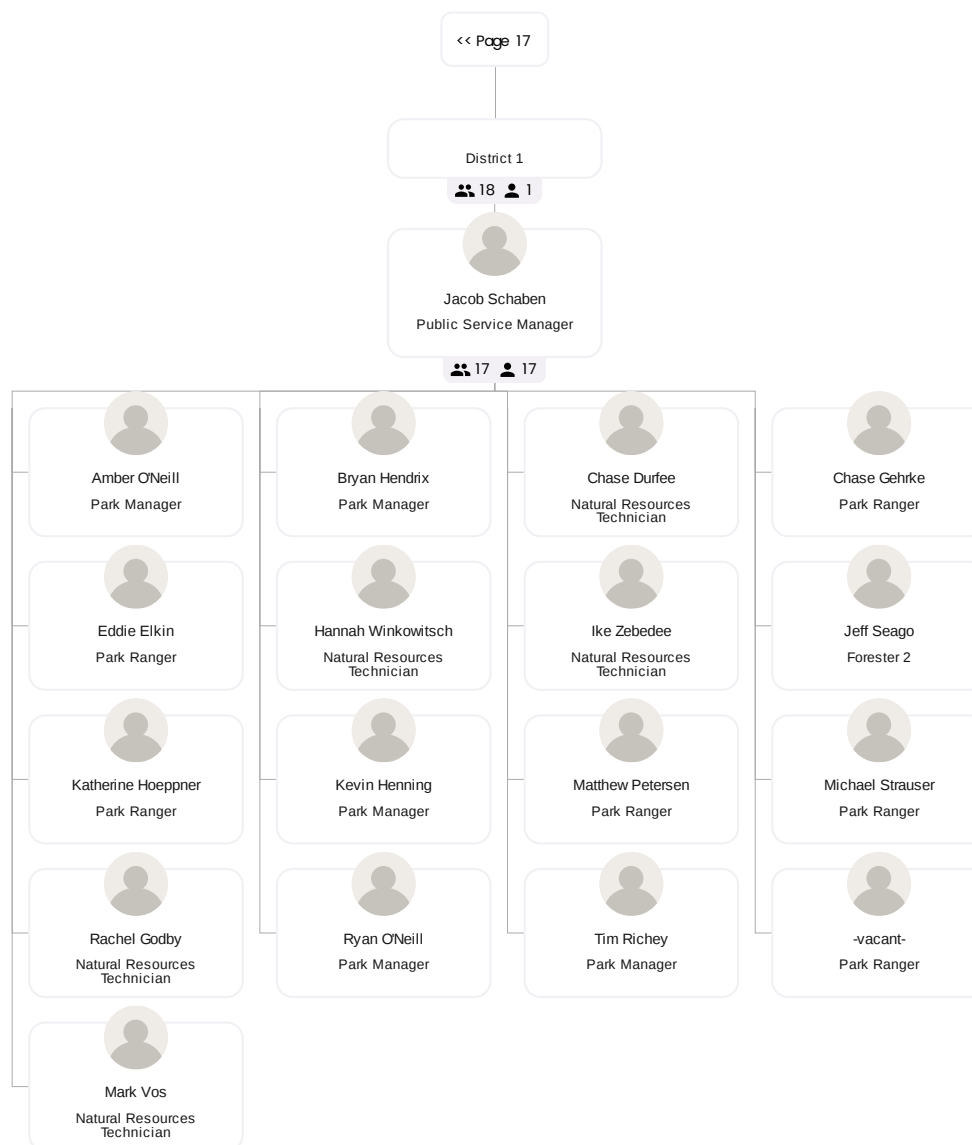 << Page 17
District 1
18 1
Jacob Schaben
Public Service Manager
17 17
Amber O'Neill
Park Manager
Bryan Hendrix
Park Manager
Chase Durfee
Natural Resources
Technician
Chase Gehrke
Park Ranger
Eddie Elkin
Park Ranger
Hannah Winkowitsch
Natural Resources
Technician
Ike Zebedee
Natural Resources
Technician
Jeff Seago
Forester 2
Katherine Hoeppner
Park Ranger
Kevin Henning
Park Manager
Matthew Petersen
Park Ranger
Michael Strauser
Park Ranger
Rachel Godby
Natural Resources
Technician
Ryan O'Neill
Park Manager
Tim Richey
Park Manager
-vacant-
Park Ranger
Mark Vos
Natural Resources
Technician